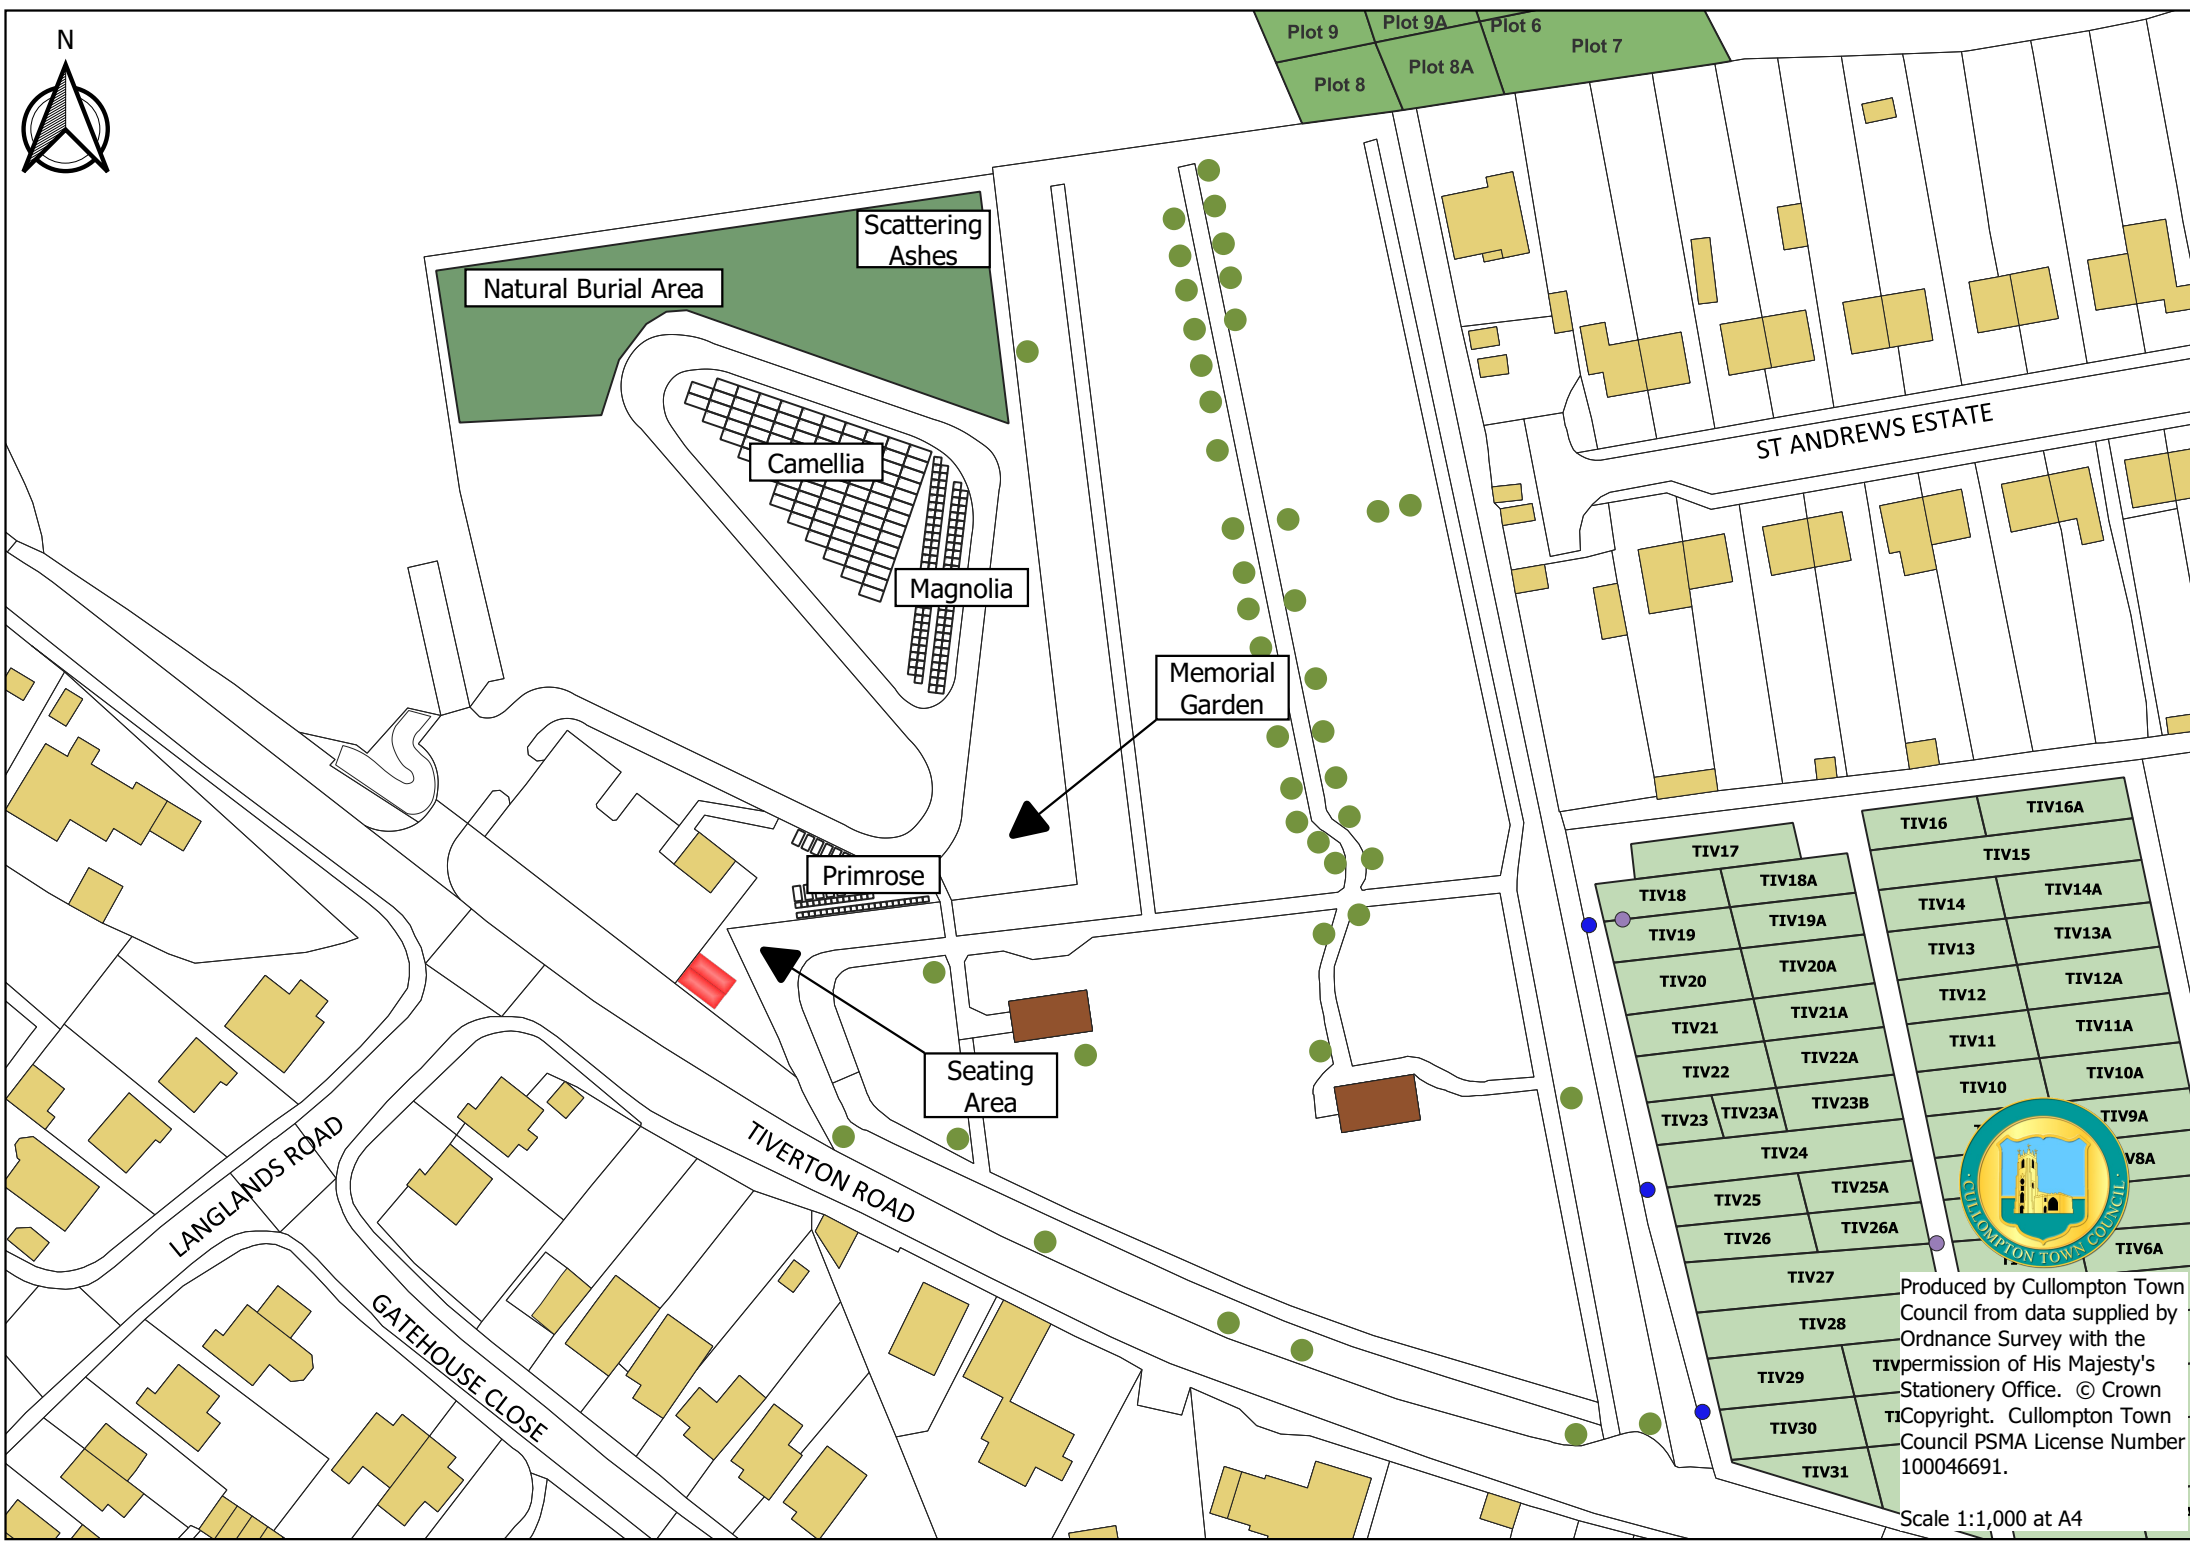 N
Plot 9
Plot 9A
Plot 6
Plot 7
Plot 8
Plot 8A
Scattering
Ashes
Natural Burial Area
Camellia
Magnolia
Memorial
Garden
Primrose
Seating
Area
ST ANDREWS ESTATE
TIVERTON ROAD
LANGLANDS ROAD
GATEHOUSE CLOSE
TIV16
TIV16A
TIV17
TIV15
TIV18
TIV18A
TIV14
TIV14A
TIV19
TIV19A
TIV13
TIV13A
TIV20
TIV20A
TIV12
TIV12A
TIV21
TIV21A
TIV11
TIV11A
TIV22
TIV22A
TIV10
TIV10A
TIV23
TIV23A
TIV23B
TIV9A
TIV24
V8A
TIV25
TIV25A
TIV26
TIV26A
TIV6A
TIV27
TIV28
TIV29
TIV
TIV30
TIV31
· CULLOMPTON TOWN COUNCIL ·
Produced by Cullompton Town
Council from data supplied by
Ordnance Survey with the
permission of His Majesty's
Stationery Office.  © Crown
Copyright.  Cullompton Town
Council PSMA License Number
100046691.
Scale 1:1,000 at A4